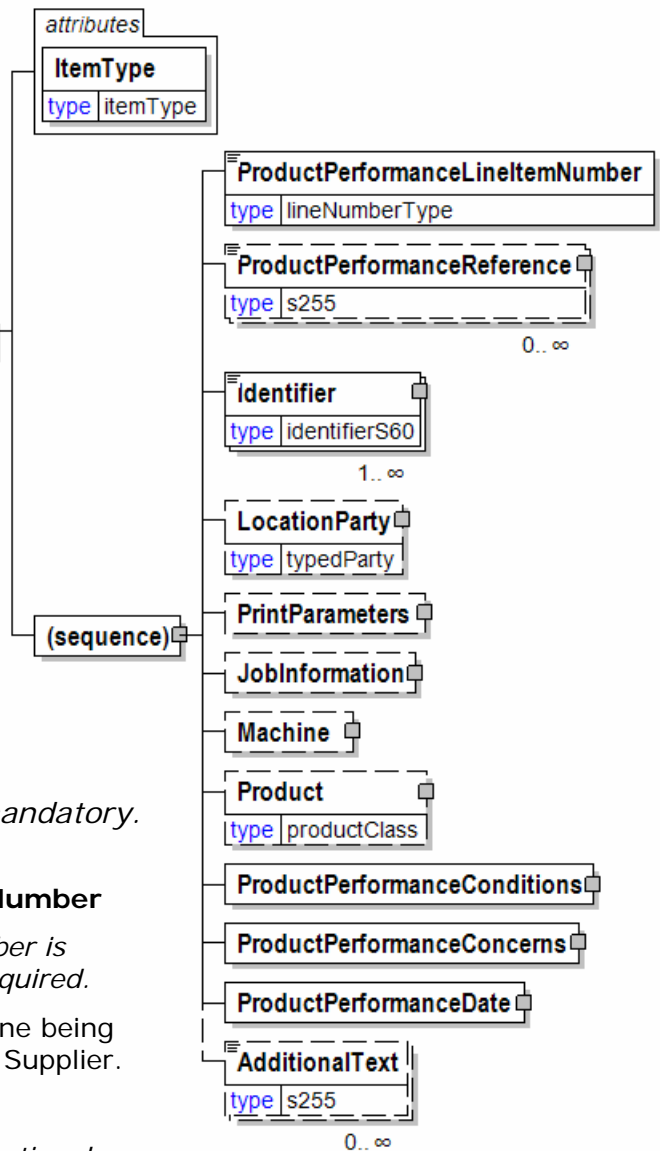 attributes
ItemType
type itemType
ProductPerformanceLineItemNumber
type lineNumberType
ProductPerformanceReference
type s255
0.. ∞
Identifier
type identifierS60
1.. ∞
LocationParty
type typedParty
PrintParameters
(sequence)
JobInformation
Machine
Product
type productClass
andatory.
ProductPerformanceConditions
Number
ProductPerformanceConcerns
ber is
quired.
ProductPerformanceDate
ne being
Supplier.
AdditionalText
type s255
0.. ∞